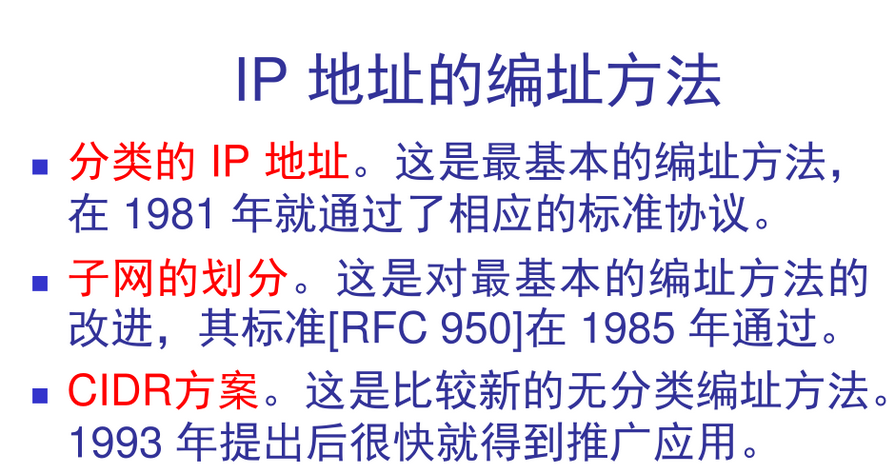 IP 地址的编址方法
分类的 IP 地址。这是最基本的编址方法，
在 1981 年就通过了相应的标准协议。
子网的划分。这是对最基本的编址方法的
改进，其标准[RFC 950]在 1985 年通过。
CIDR方案。这是比较新的无分类编址方法。
1993 年提出后很快就得到推广应用。